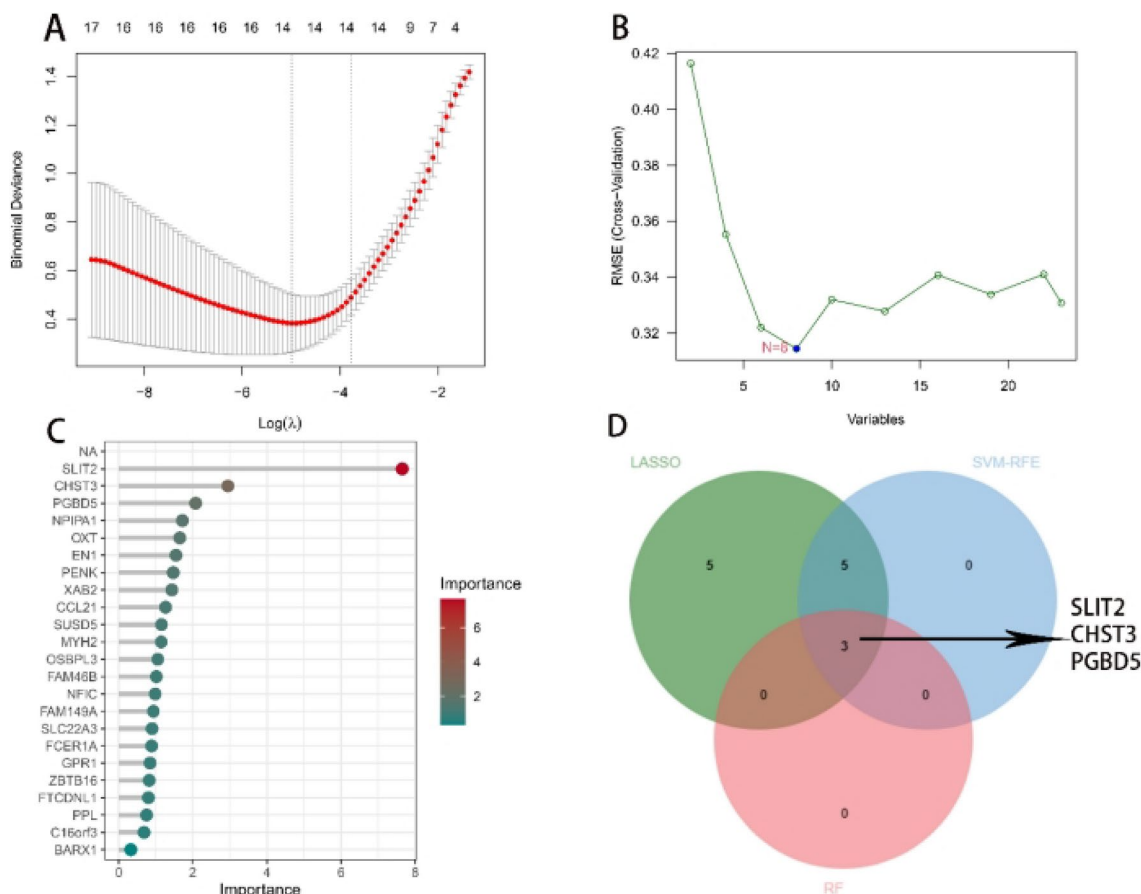 A
17 16 16 16 16 16 14 14 14 14 9 7 4
Binomial Deviance
1.4
1.2
1.0
0.8
0.6
0.4
−8 −6 −4 −2
Log(λ)
B
RMSE (Cross−Validation)
0.42
0.40
0.38
0.36
0.34
0.32
N=8
5 10 15 20
Variables
C
NA
SLIT2
CHST3
PGBD5
NPIPA1
OXT
EN1
PENK
XAB2
CCL21
SUSD5
MYH2
OSBPL3
FAM46B
NFIC
FAM149A
SLC22A3
FCER1A
GPR1
ZBTB16
FTCDNL1
PPL
C16orf3
BARX1
0 2 4 6 8
Importance
Importance
6
4
2
D
LASSO
SVM-RFE
5
5
0
3
0
0
0
RF
SLIT2
CHST3
PGBD5